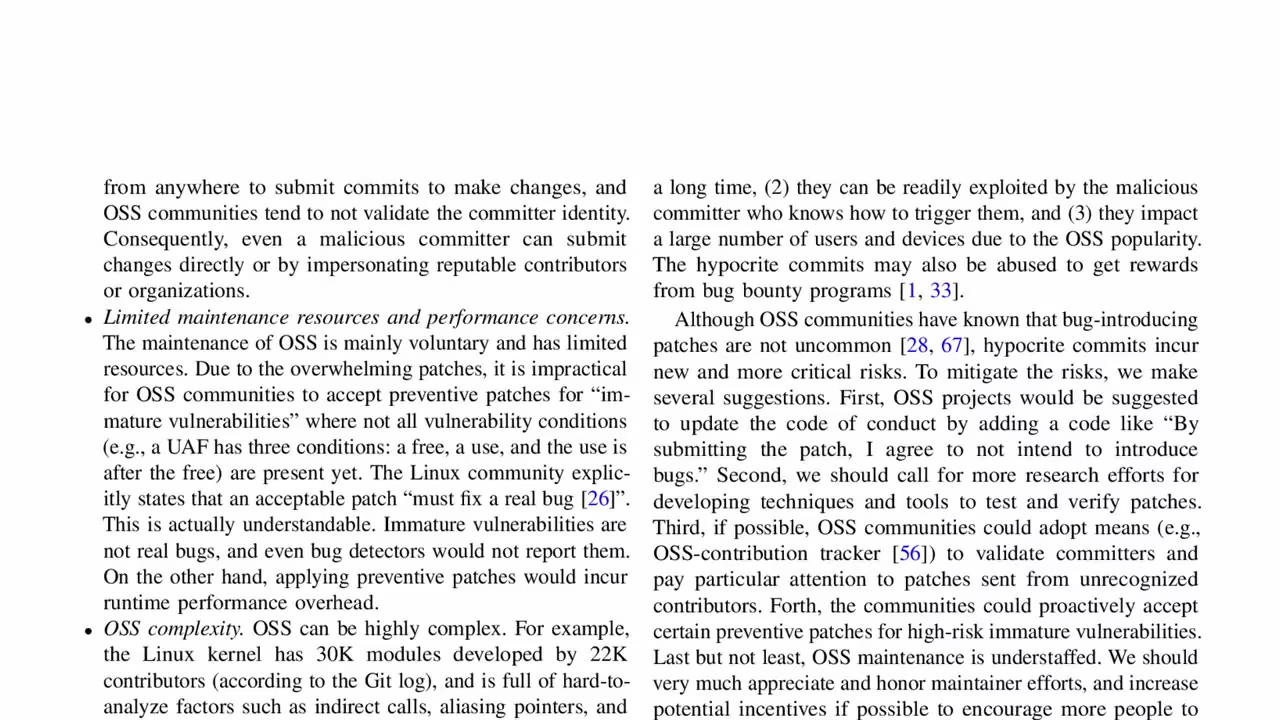 from anywhere to submit commits to make changes, and
OSS communities tend to not validate the committer identity.
Consequently, even a malicious committer can submit
changes directly or by impersonating reputable contributors
or organizations.
• Limited maintenance resources and performance concerns.
The maintenance of OSS is mainly voluntary and has limited
resources. Due to the overwhelming patches, it is impractical
for OSS communities to accept preventive patches for “im-
mature vulnerabilities” where not all vulnerability conditions
(e.g., a UAF has three conditions: a free, a use, and the use is
after the free) are present yet. The Linux community explic-
itly states that an acceptable patch “must fix a real bug [26]”.
This is actually understandable. Immature vulnerabilities are
not real bugs, and even bug detectors would not report them.
On the other hand, applying preventive patches would incur
runtime performance overhead.
• OSS complexity. OSS can be highly complex. For example,
the Linux kernel has 30K modules developed by 22K
contributors (according to the Git log), and is full of hard-to-
analyze factors such as indirect calls, aliasing pointers, and
a long time, (2) they can be readily exploited by the malicious
committer who knows how to trigger them, and (3) they impact
a large number of users and devices due to the OSS popularity.
The hypocrite commits may also be abused to get rewards
from bug bounty programs [1, 33].
Although OSS communities have known that bug-introducing
patches are not uncommon [28, 67], hypocrite commits incur
new and more critical risks. To mitigate the risks, we make
several suggestions. First, OSS projects would be suggested
to update the code of conduct by adding a code like “By
submitting the patch, I agree to not intend to introduce
bugs.” Second, we should call for more research efforts for
developing techniques and tools to test and verify patches.
Third, if possible, OSS communities could adopt means (e.g.,
OSS-contribution tracker [56]) to validate committers and
pay particular attention to patches sent from unrecognized
contributors. Forth, the communities could proactively accept
certain preventive patches for high-risk immature vulnerabilities.
Last but not least, OSS maintenance is understaffed. We should
very much appreciate and honor maintainer efforts, and increase
potential incentives if possible to encourage more people to